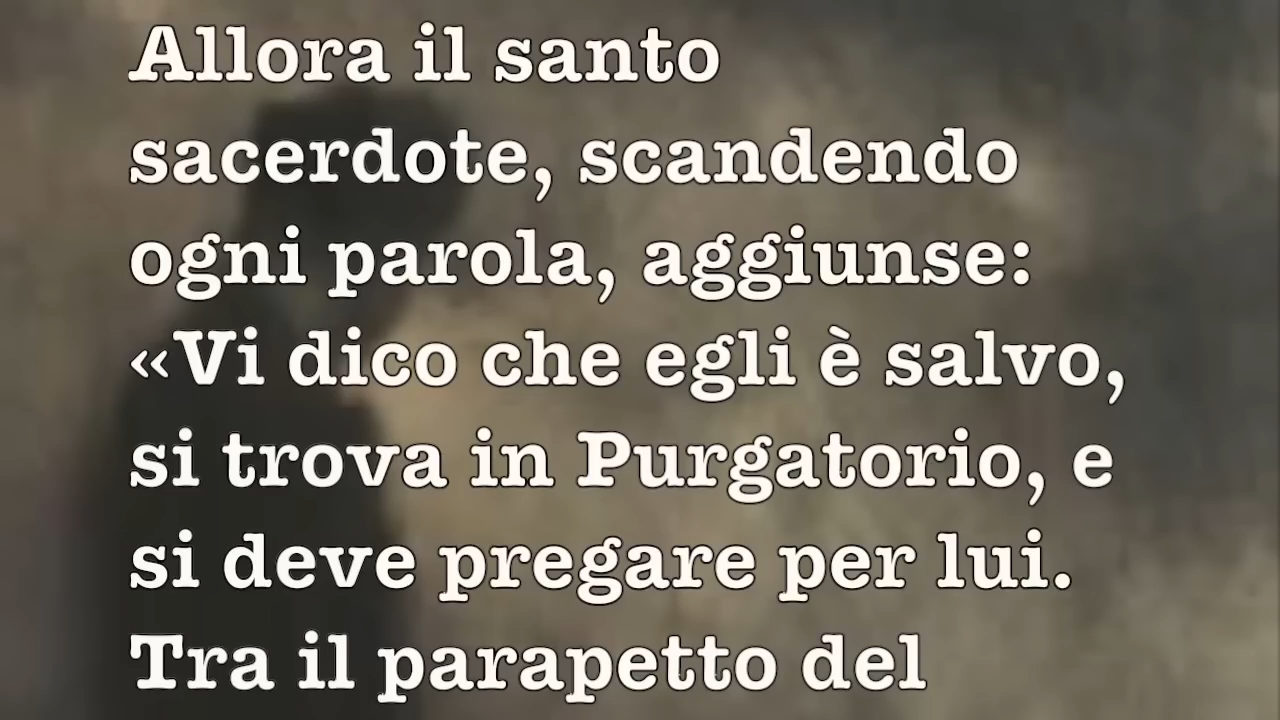 Allora il santo
sacerdote, scandendo
ogni parola, aggiunse:
«Vi dico che egli è salvo,
si trova in Purgatorio, e
si deve pregare per lui.
Tra il parapetto del